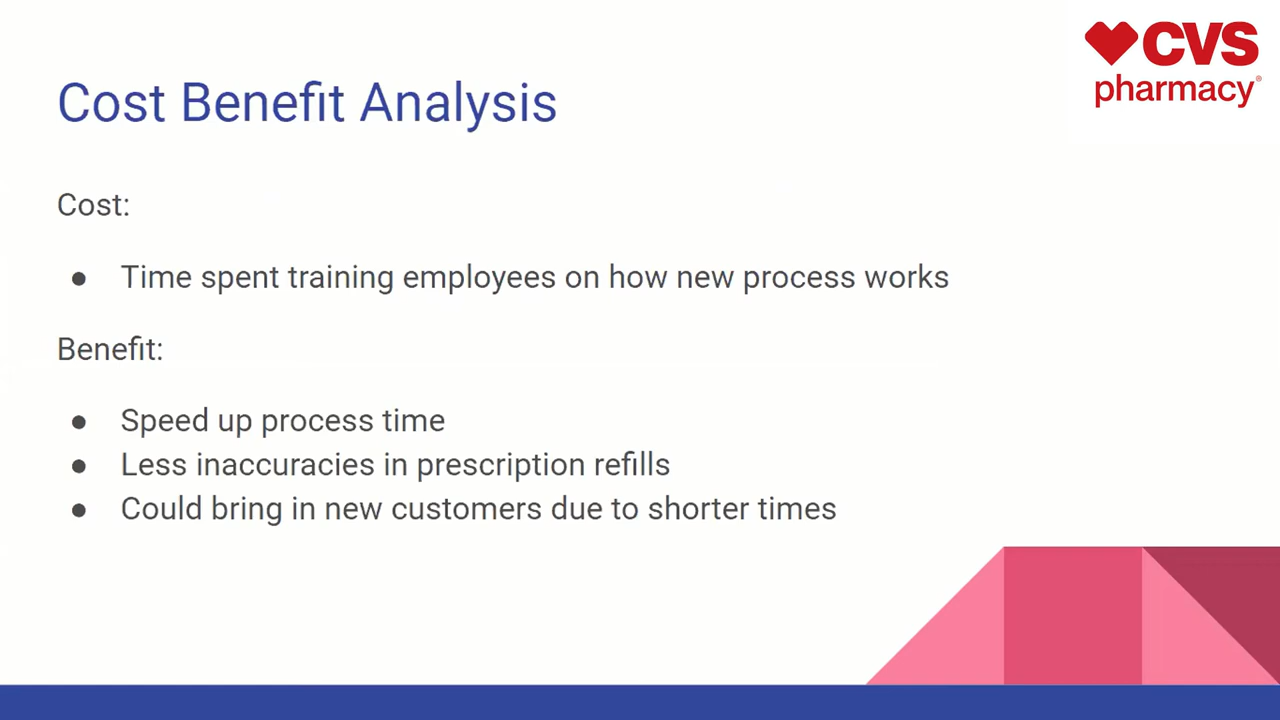 CVS
pharmacy®
Cost Benefit Analysis
Cost:
● Time spent training employees on how new process works
Benefit:
● Speed up process time
● Less inaccuracies in prescription refills
● Could bring in new customers due to shorter times